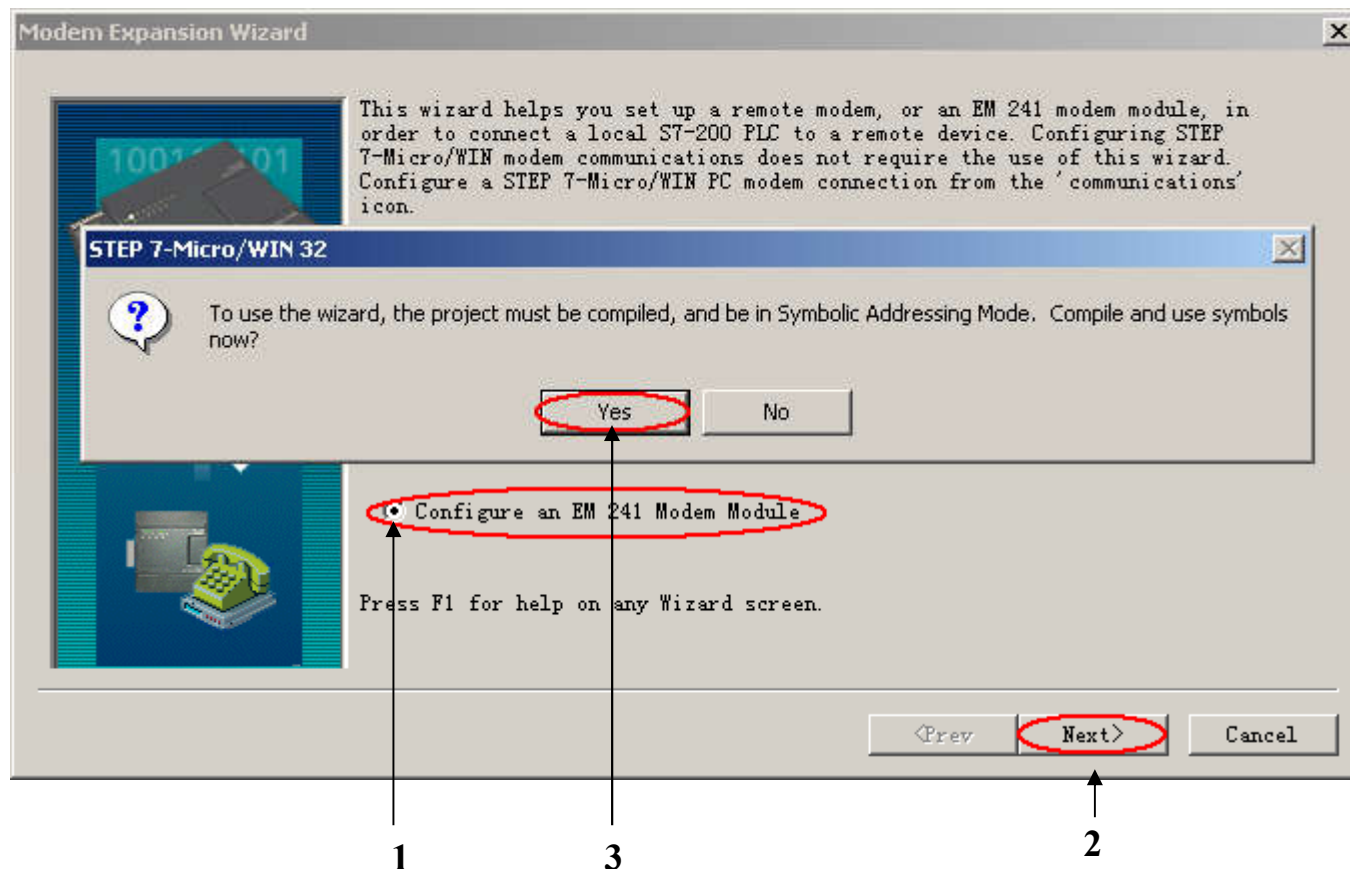 Modem Expansion Wizard
This wizard helps you set up a remote modem, or an EM 241 modem module, in
order to connect a local S7-200 PLC to a remote device. Configuring STEP
7-Micro/WIN modem communications does not require the use of this wizard.
Configure a STEP 7-Micro/WIN PC modem connection from the 'communications'
icon.
STEP 7-Micro/WIN 32
To use the wizard, the project must be compiled, and be in Symbolic Addressing Mode. Compile and use symbols
now?
Yes No
Configure an EM 241 Modem Module
Press F1 for help on any Wizard screen.
<Prev Next> Cancel
1 3 2